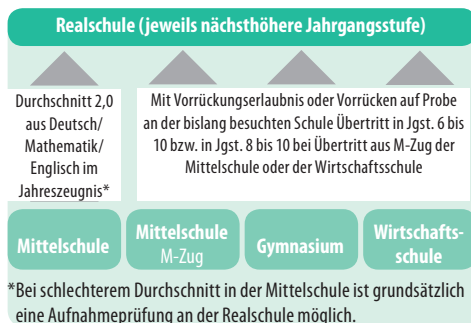 Realschule (jeweils nächsthöhere Jahrgangsstufe)
Durchschnitt 2,0
aus Deutsch/
Mathematik/
Englisch im
Jahreszeugnis*
Mit Vorrückungserlaubnis oder Vorrücken auf Probe
an der bislang besuchten Schule Übertritt in Jgst. 6 bis
10 bzw. in Jgst. 8 bis 10 bei Übertritt aus M-Zug der
Mittelschule oder der Wirtschaftsschule
Mittelschule
Mittelschule
M-Zug
Gymnasium
Wirtschafts-
schule
*Bei schlechterem Durchschnitt in der Mittelschule ist grundsätzlich
eine Aufnahmeprüfung an der Realschule möglich.